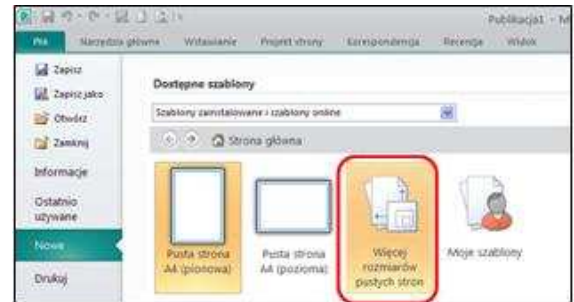 Publikacja1 - M
Plik Narzędzia główne Wstawianie Projekt strony Korespondencja Recenzja Widok
Zapisz
Zapisz jako
Otwórz
Zamknij
Informacje
Ostatnio
używane
Nowe
Drukuj
Dostępne szablony
Szablony zainstalowane i szablony online
Strona główna
Pusta strona
A4 (pionowa)
Pusta strona
A4 (pozioma)
Więcej
rozmiarów
pustych stron
Moje szablony